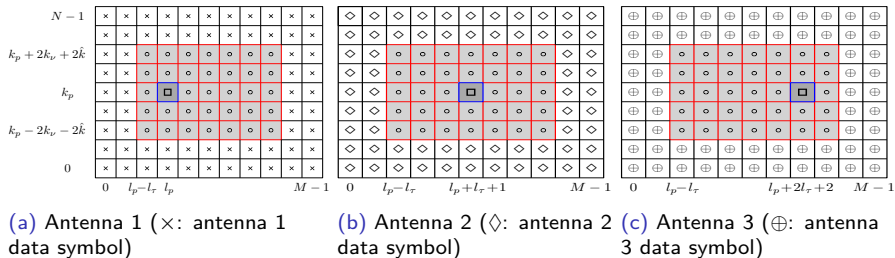 N − 1
k_p + 2k_ν + 2k̂
k_p
k_p − 2k_ν − 2k̂
0
0 l_p−l_τ l_p M − 1
0 l_p−l_τ l_p+l_τ+1 M − 1
0 l_p−l_τ l_p+2l_τ+2 M − 1
(a) Antenna 1 (×: antenna 1
data symbol)
(b) Antenna 2 (◊: antenna 2
data symbol)
(c) Antenna 3 (⊕: antenna
3 data symbol)